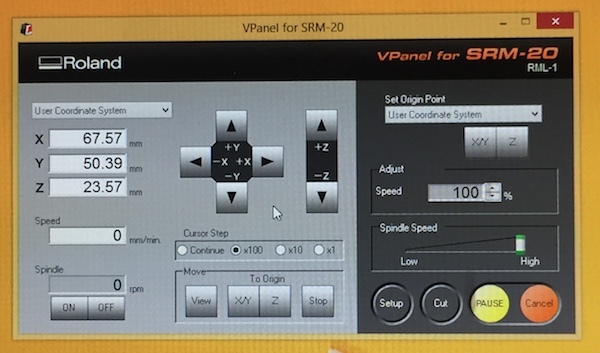 VPanel for SRM-20
Roland
VPanel for SRM-20
RML-1
User Coordinate System
X 67.57 mm
Y 50.39 mm
Z 23.57 mm
Speed
0 mm/min.
Spindle
0 rpm
ON OFF
+Y
-X +X
-Y
+Z
-Z
Cursor Step
Continue x100 x10 x1
Move
To Origin
View X/Y Z Stop
Set Origin Point
User Coordinate System
X/Y Z
Adjust
Speed 100 %
Spindle Speed
Low High
Setup Cut PAUSE Cancel